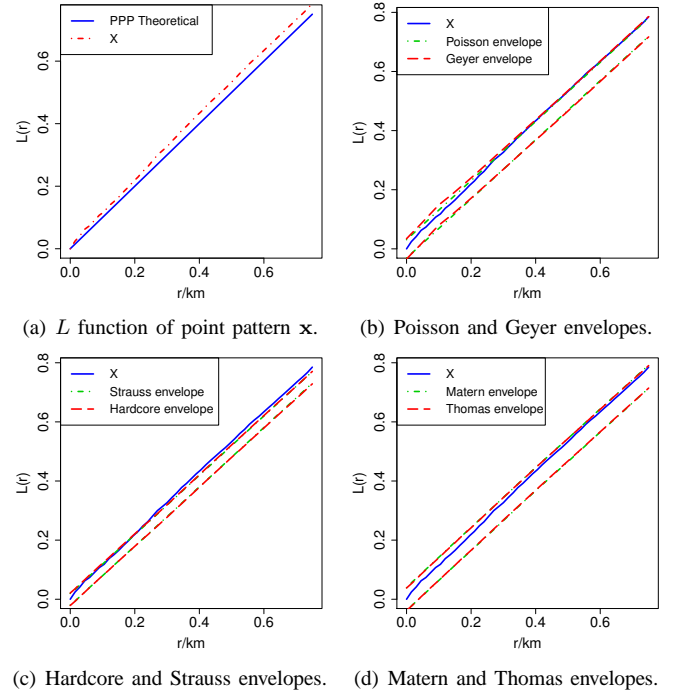 PPP Theoretical
X
L(r)
0.0 0.2 0.4 0.6
0.0 0.2 0.4 0.6
r/km
(a) L function of point pattern x.
X
Poisson envelope
Geyer envelope
L(r)
0.0 0.2 0.4 0.6 0.8
0.0 0.2 0.4 0.6
r/km
(b) Poisson and Geyer envelopes.
X
Strauss envelope
Hardcore envelope
L(r)
0.0 0.2 0.4 0.6 0.8
0.0 0.2 0.4 0.6
r/km
(c) Hardcore and Strauss envelopes.
X
Matern envelope
Thomas envelope
L(r)
0.0 0.2 0.4 0.6 0.8
0.0 0.2 0.4 0.6
r/km
(d) Matern and Thomas envelopes.